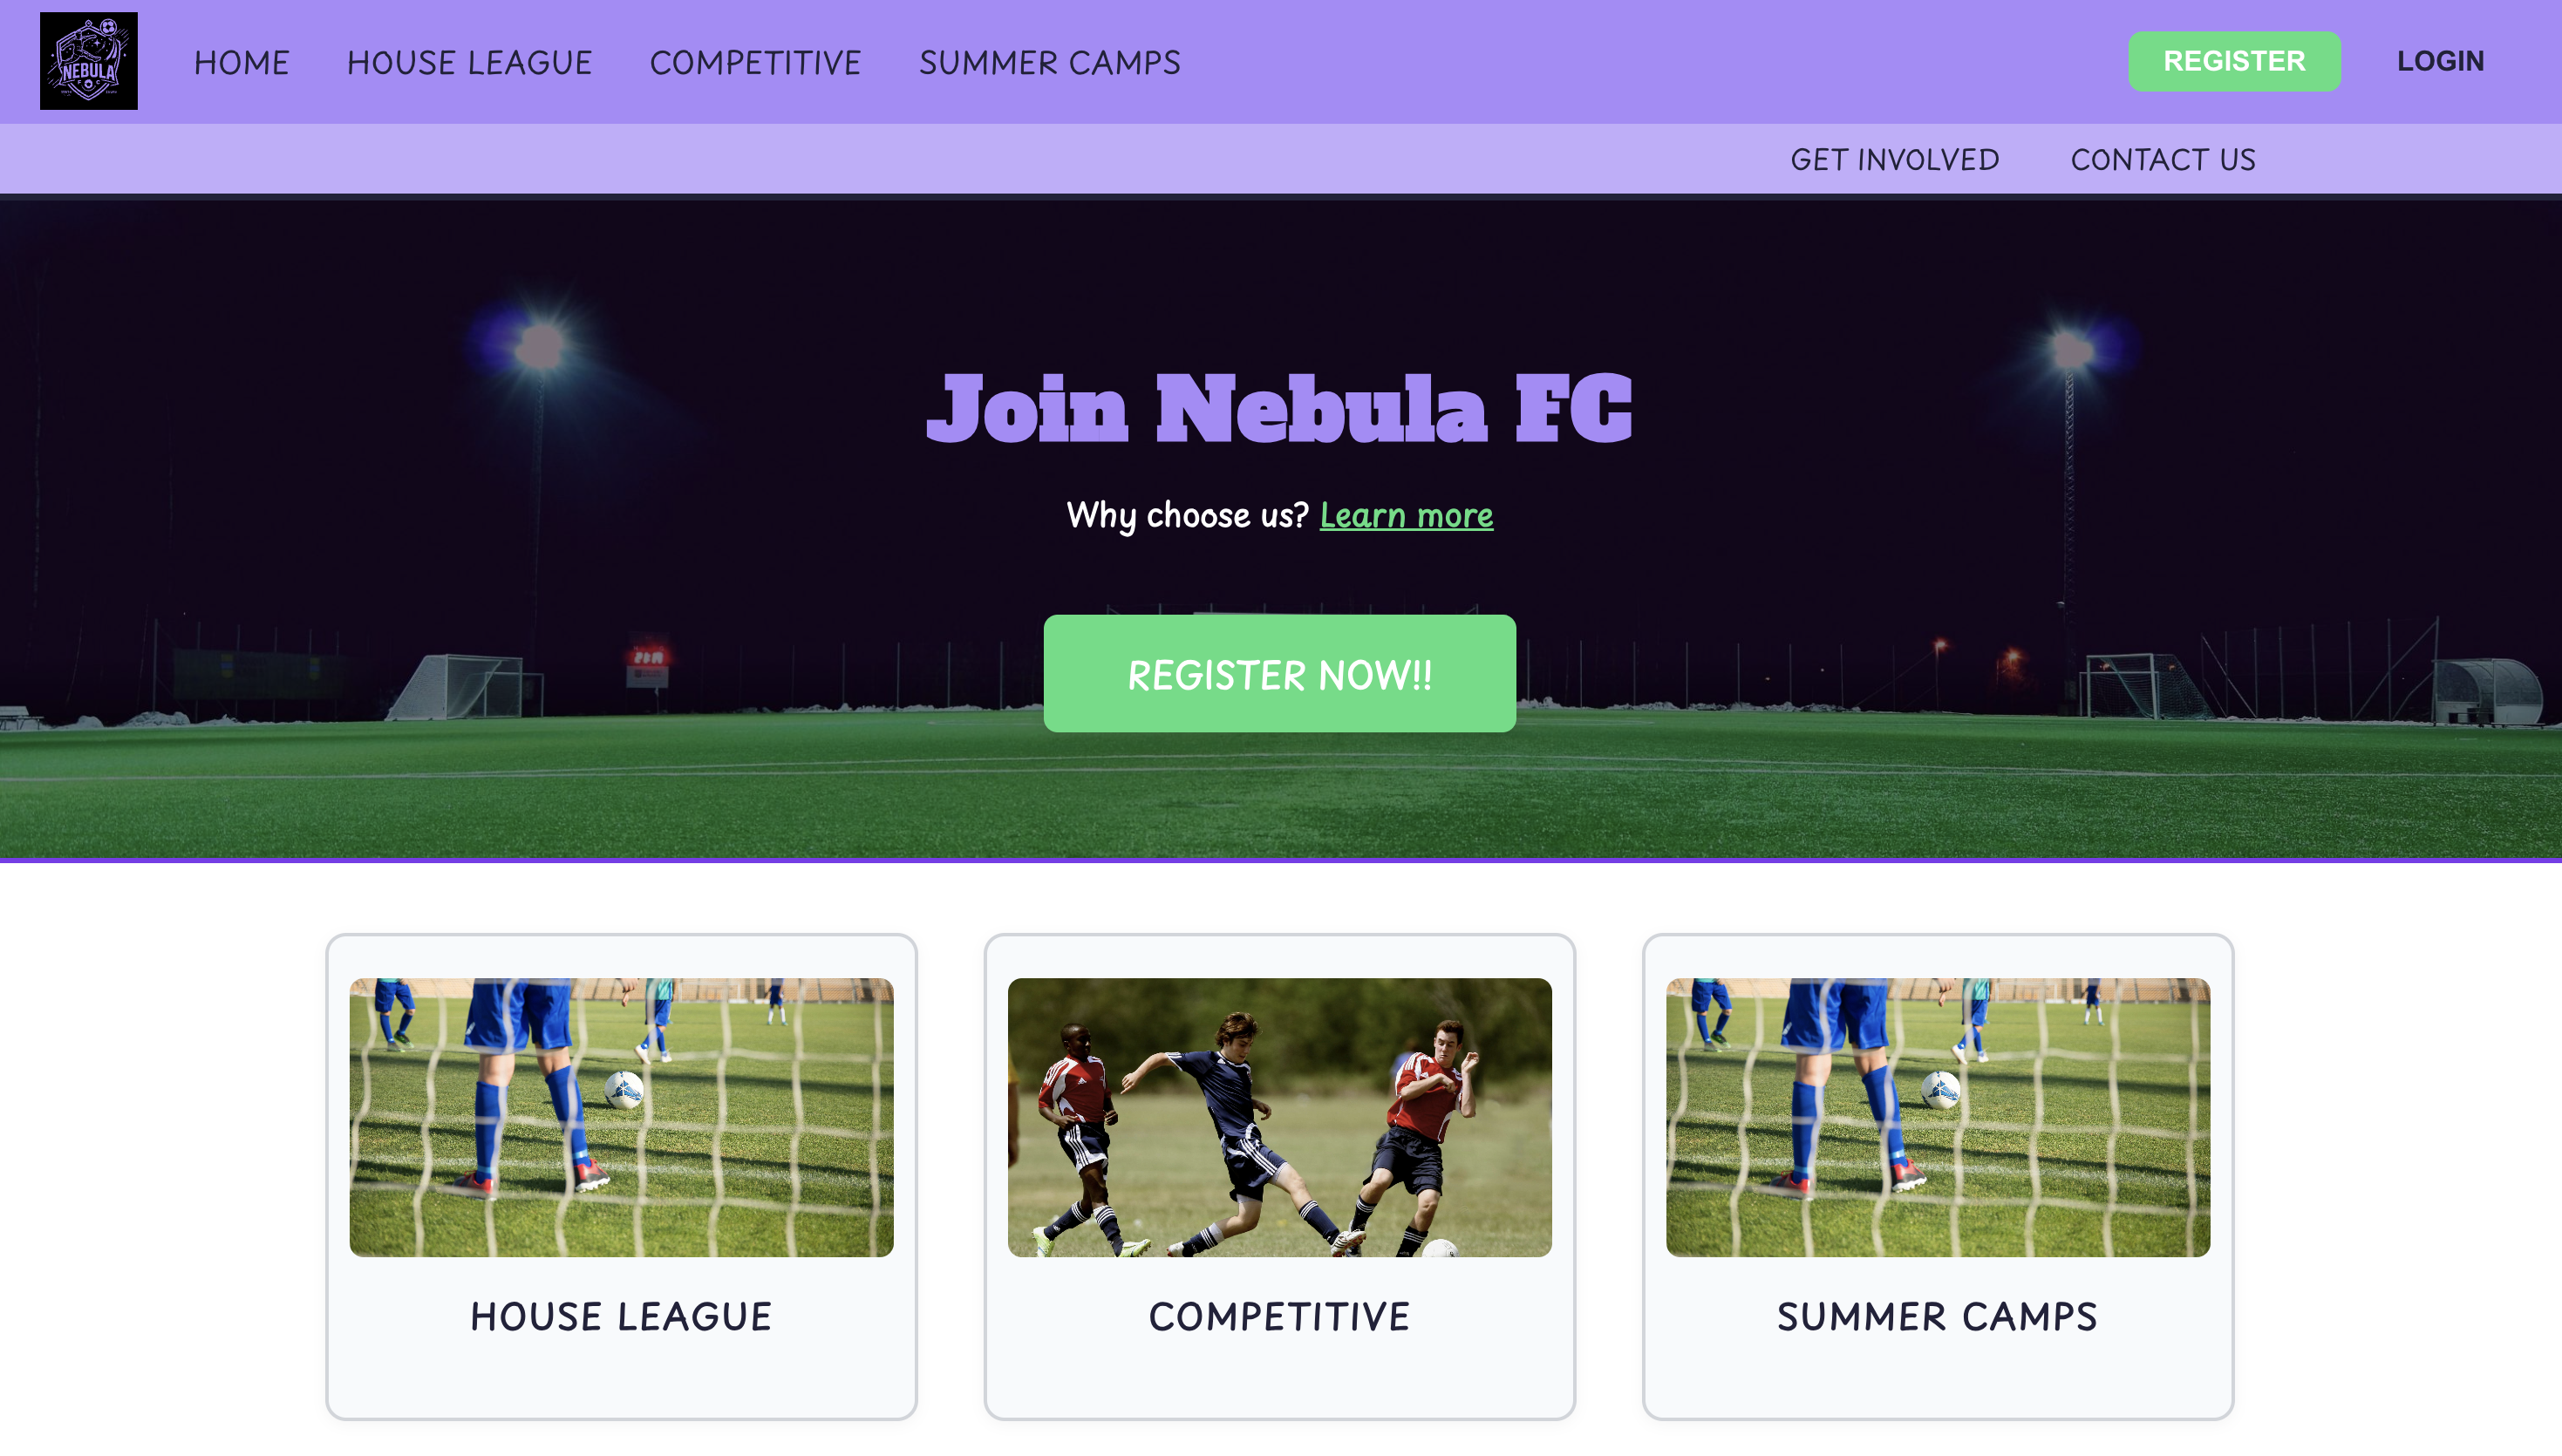 NEBULA
HOME HOUSE LEAGUE COMPETITIVE SUMMER CAMPS REGISTER LOGIN
GET INVOLVED CONTACT US
Join Nebula FC
Why choose us? Learn more
REGISTER NOW!!
HOUSE LEAGUE COMPETITIVE SUMMER CAMPS